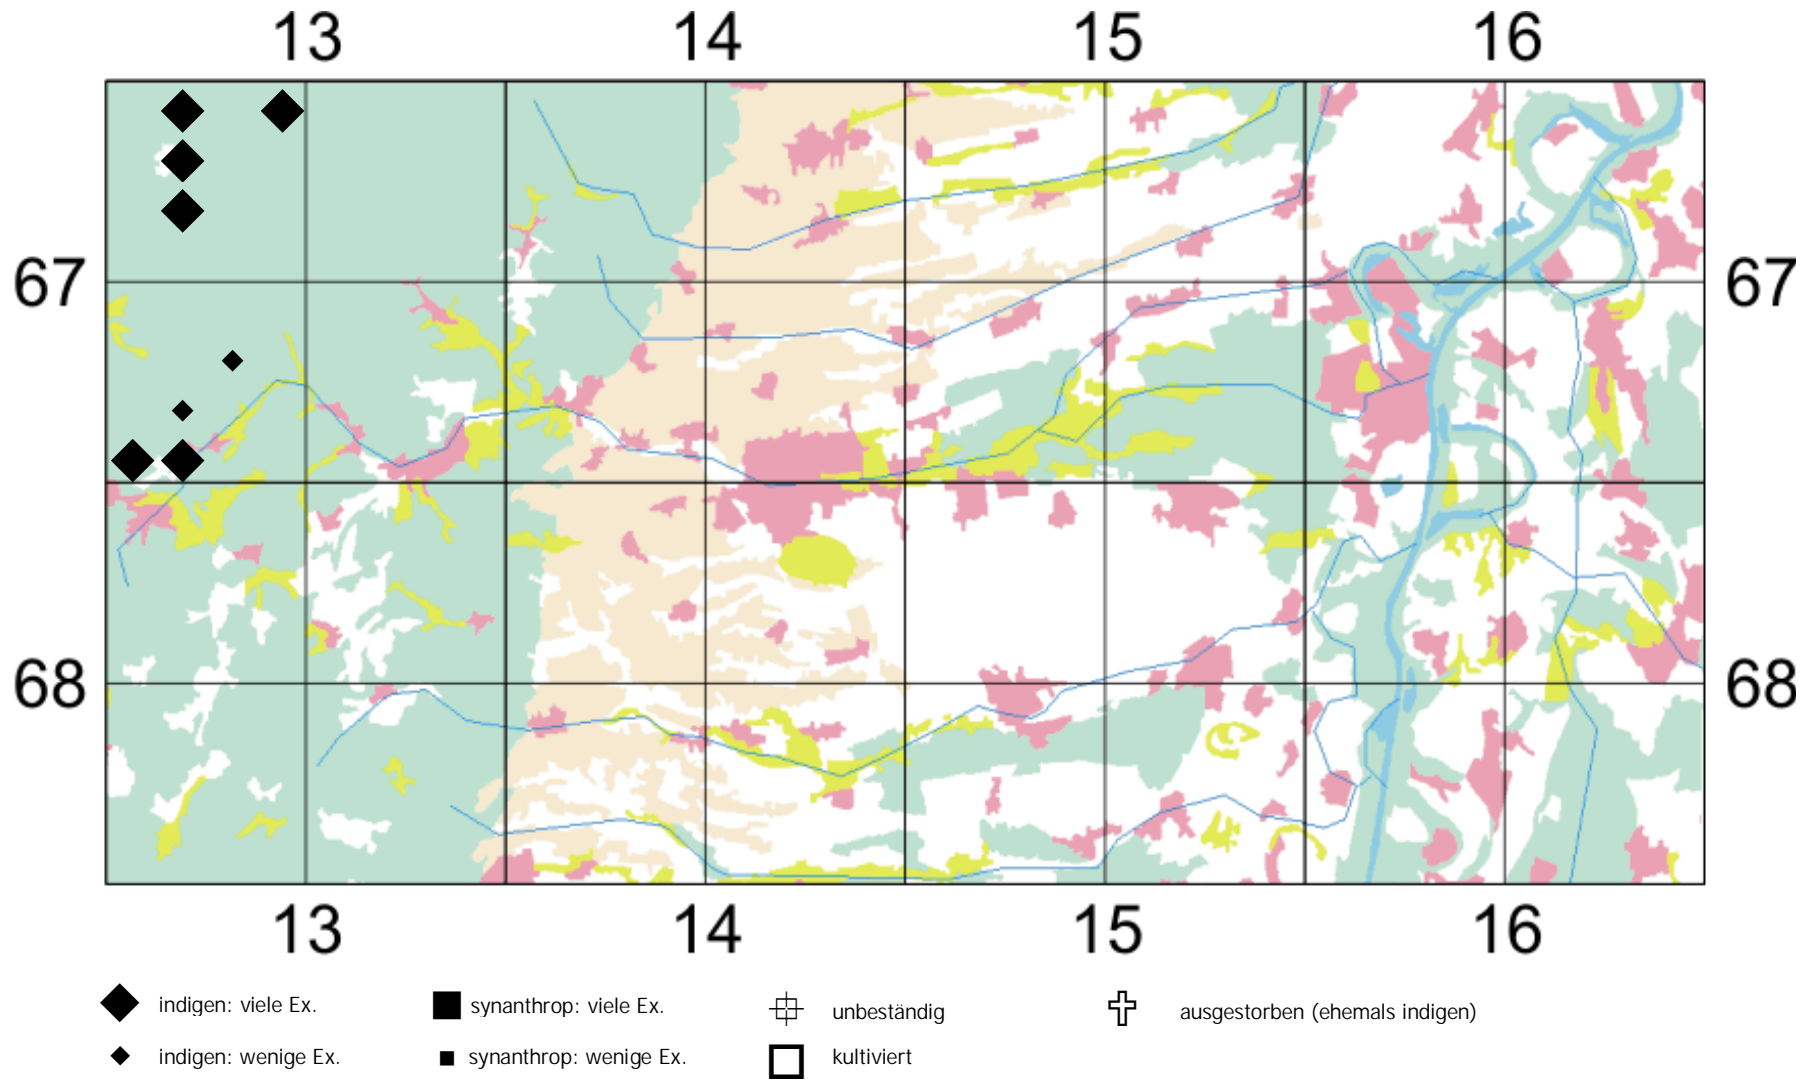 13 14 15 16
67 67
68 68
13 14 15 16
indigen: viele Ex. synanthrop: viele Ex. unbeständig ausgestorben (ehemals indigen)
indigen: wenige Ex. synanthrop: wenige Ex. kultiviert